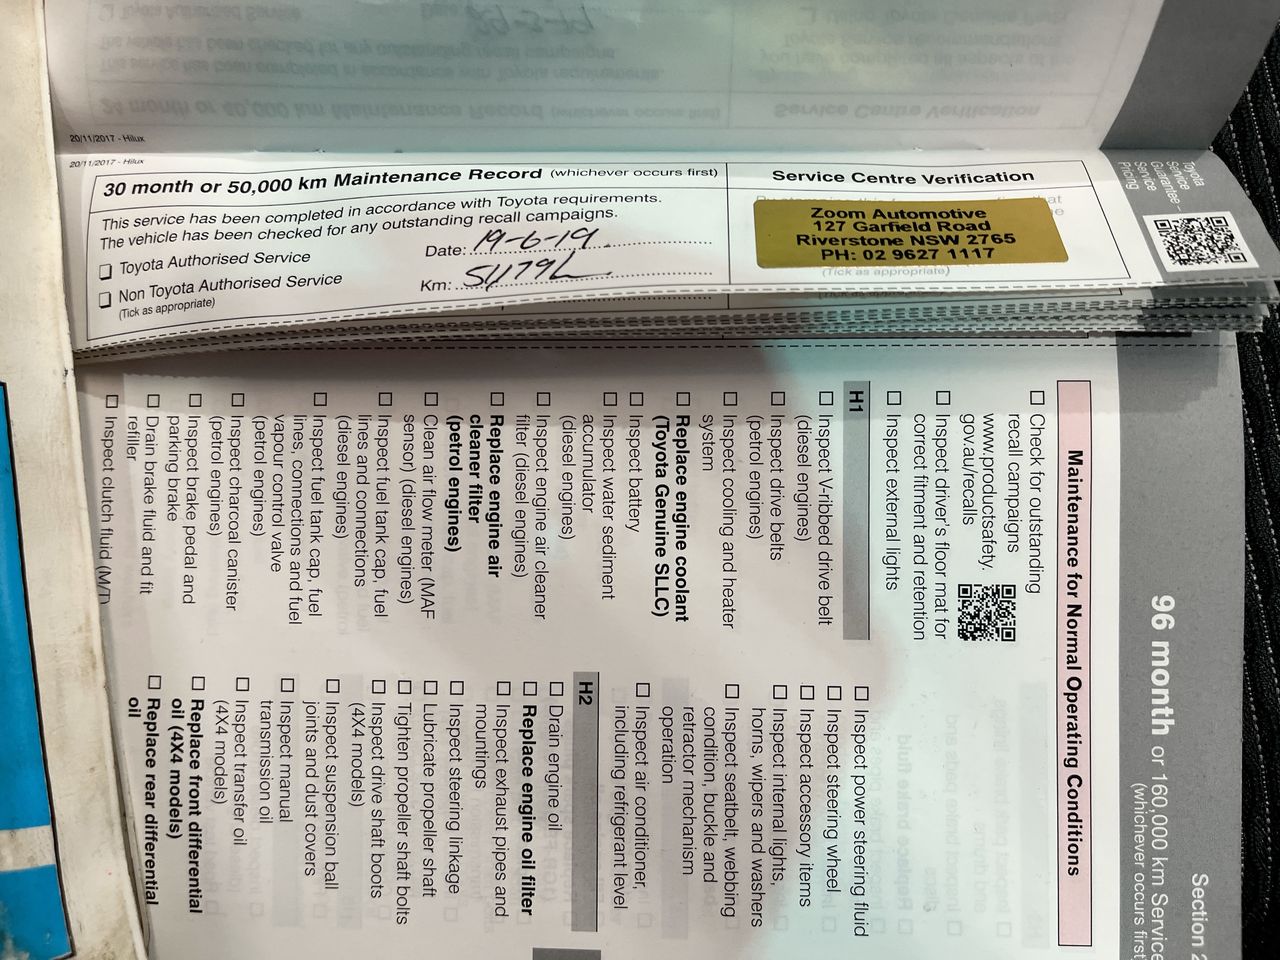 20/11/2017 - Hilux
20/11/2017 - Hilux
30 month or 50,000 km Maintenance Record (whichever occurs first)
This service has been completed in accordance with Toyota requirements.
The vehicle has been checked for any outstanding recall campaigns.
Toyota Authorised Service
Non Toyota Authorised Service
(Tick as appropriate)
Date: 19-6-19
Km:
Service Centre Verification
Zoom Automotive
127 Garfield Road
Riverstone NSW 2765
PH: 02 9627 1117
(Tick as appropriate)
Toyota
Service
Guarantee -
Service
Pricing
Section 2
96 month or 160,000 km Service
(whichever occurs first)
Maintenance for Normal Operating Conditions
Check for outstanding
recall campaigns
www.productsafety.
gov.au/recalls
Inspect driver's floor mat for
correct fitment and retention
Inspect external lights
H1
Inspect V-ribbed drive belt
(diesel engines)
Inspect drive belts
(petrol engines)
Inspect cooling and heater
system
Replace engine coolant
(Toyota Genuine SLLC)
Inspect battery
Inspect water sediment
accumulator
(diesel engines)
Inspect engine air cleaner
filter (diesel engines)
Replace engine air
cleaner filter
(petrol engines)
Clean air flow meter (MAF
sensor) (diesel engines)
Inspect fuel tank cap, fuel
lines and connections
(diesel engines)
Inspect fuel tank cap, fuel
lines, connections and fuel
vapour control valve
(petrol engines)
Inspect charcoal canister
(petrol engines)
Inspect brake pedal and
parking brake
Drain brake fluid and fit
refiller
Inspect clutch fluid (M/T)
Inspect power steering fluid
Inspect steering wheel
Inspect accessory items
Inspect internal lights,
horns, wipers and washers
Inspect seatbelt, webbing
condition, buckle and
retractor mechanism
operation
Inspect air conditioner,
including refrigerant level
H2
Drain engine oil
Replace engine oil filter
Inspect exhaust pipes and
mountings
Inspect steering linkage
Lubricate propeller shaft
Tighten propeller shaft bolts
Inspect drive shaft boots
(4X4 models)
Inspect suspension ball
joints and dust covers
Inspect manual
transmission oil
Inspect transfer oil
(4X4 models)
Replace front differential
oil (4X4 models)
Replace rear differential
oil